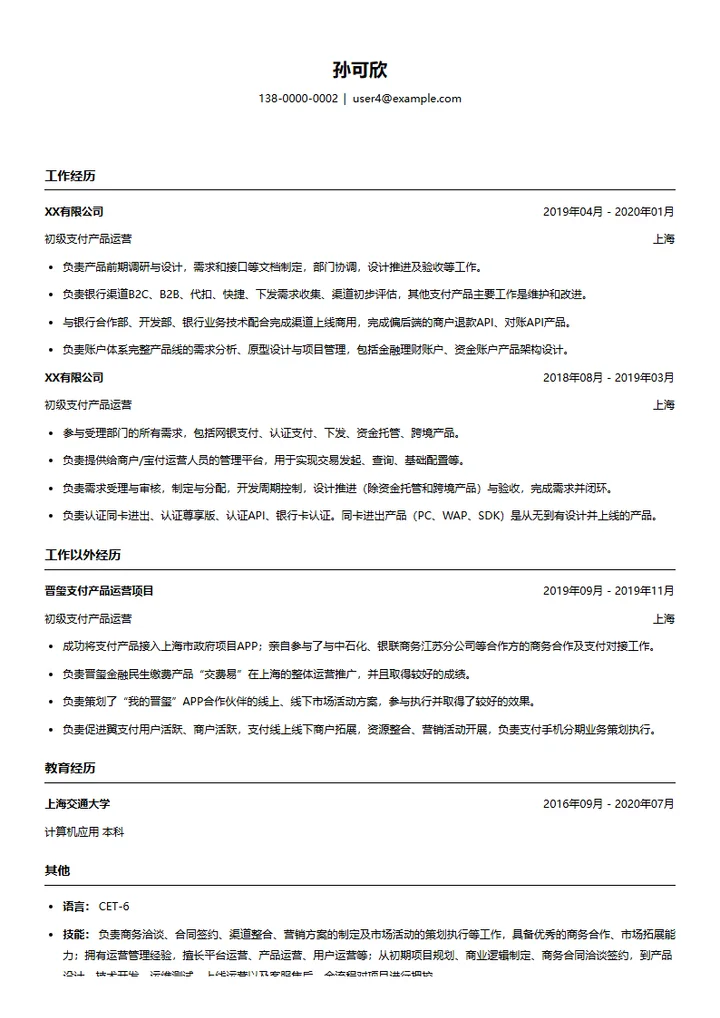 孙可欣
138-0000-0002 | user4@example.com
工作经历
XX有限公司 2019年04月 - 2020年01月
初级支付产品运营 上海
• 负责产品前期调研与设计，需求和接口等文档制定，部门协调，设计推进及验收等工作。
• 负责银行渠道B2C、B2B、代扣、快捷、下发需求收集、渠道初步评估，其他支付产品主要工作是维护和改进。
• 与银行合作部、开发部、银行业务技术配合完成渠道上线商用，完成偏后端的商户退款API、对账API产品。
• 负责账户体系完整产品线的需求分析、原型设计与项目管理，包括金融理财账户、资金账户产品架构设计。
XX有限公司 2018年08月 - 2019年03月
初级支付产品运营 上海
• 参与受理部门的所有需求，包括网银支付、认证支付、下发、资金托管、跨境产品。
• 负责提供给商户/宝付运营人员的管理平台，用于实现交易发起、查询、基础配置等。
• 负责需求受理与审核，制定与分配，开发周期控制，设计推进（除资金托管和跨境产品）与验收，完成需求并闭环。
• 负责认证同卡进出、认证尊享版、认证API、银行卡认证。同卡进出产品（PC、WAP、SDK）是从无到有设计并上线的产品。
工作以外经历
晋玺支付产品运营项目 2019年09月 - 2019年11月
初级支付产品运营 上海
• 成功将支付产品接入上海市政府项目APP；亲自参与了与中石化、银联商务江苏分公司等合作方的商务合作及支付对接工作。
• 负责晋玺金融民生缴费产品“交费易”在上海的整体运营推广，并且取得较好的成绩。
• 负责策划了“我的晋玺”APP合作伙伴的线上、线下市场活动方案，参与执行并取得了较好的效果。
• 负责促进翼支付用户活跃、商户活跃，支付线上线下商户拓展，资源整合、营销活动开展，负责支付手机分期业务策划执行。
教育经历
上海交通大学 2016年09月 - 2020年07月
计算机应用 本科
其他
• 语言： CET-6
• 技能： 负责商务洽谈、合同签约、渠道整合、营销方案的制定及市场活动的策划执行等工作，具备优秀的商务合作、市场拓展能
力；拥有运营管理经验，擅长平台运营、产品运营、用户运营等；从初期项目规划、商业逻辑制定、商务合同洽谈签约，到产品
设计、技术开发、运维测试、上线运营以及客服售后，全流程对项目进行把控。